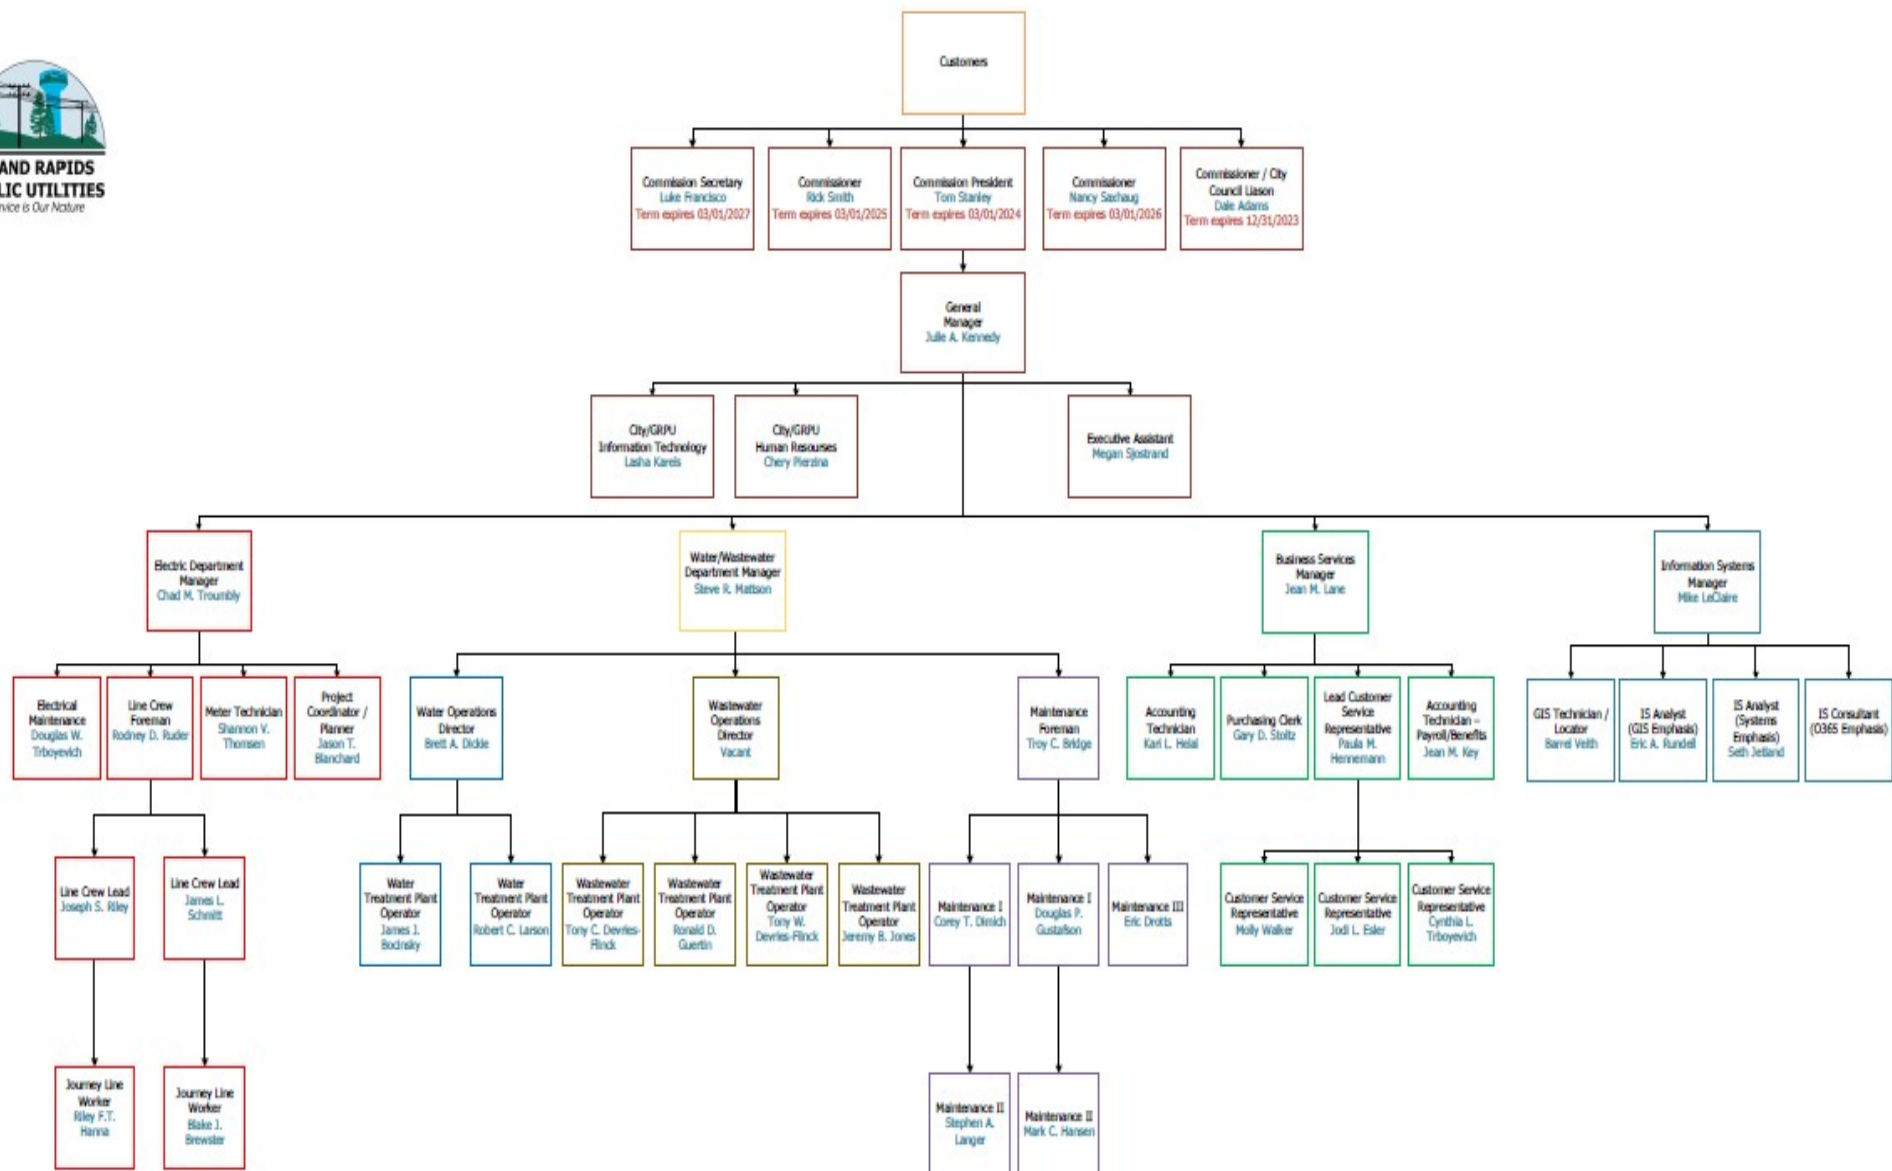 Customers
AND RAPIDS
LIC UTILITIES
rvice is Our Nature
Commission Secretary
Luke Francisco
Term expires 03/01/2027
Commissioner
Rick Smith
Term expires 03/01/2025
Commission President
Tom Stanley
Term expires 03/01/2024
Commissioner
Nancy Saxhaug
Term expires 03/01/2026
Commissioner / City
Council Liason
Dale Adams
Term expires 12/31/2023
General
Manager
Julie A. Kennedy
City/GRPU
Information Technology
Lasha Kareis
City/GRPU
Human Resourses
Chery Pierzina
Executive Assistant
Megan Sjostrand
Electric Department
Manager
Chad M. Troumbly
Water/Wastewater
Department Manager
Steve R. Mattson
Business Services
Manager
Jean M. Lane
Information Systems
Manager
Mike LeClaire
Electrical
Maintenance
Douglas W.
Trboyevich
Line Crew
Foreman
Rodney D. Ruder
Meter Technician
Shannon V.
Thomsen
Project
Coordinator /
Planner
Jason T.
Blanchard
Water Operations
Director
Brett A. Dickie
Wastewater
Operations
Director
Vacant
Maintenance
Foreman
Troy C. Bridge
Accounting
Technician
Kari L. Helal
Purchasing Clerk
Gary D. Stoltz
Lead Customer
Service
Representative
Paula M.
Hennemann
Accounting
Technician –
Payroll/Benefits
Jean M. Key
GIS Technician /
Locator
Barrel Veith
IS Analyst
(GIS Emphasis)
Eric A. Rundell
IS Analyst
(Systems
Emphasis)
Seth Jetland
IS Consultant
(O365 Emphasis)
Line Crew Lead
Joseph S. Riley
Line Crew Lead
James L.
Schmitt
Water
Treatment Plant
Operator
James J.
Bocinsky
Water
Treatment Plant
Operator
Robert C. Larson
Wastewater
Treatment Plant
Operator
Tony C. Devries-
Flinck
Wastewater
Treatment Plant
Operator
Ronald D.
Guertin
Wastewater
Treatment Plant
Operator
Tony W.
Devries-Flinck
Wastewater
Treatment Plant
Operator
Jeremy B. Jones
Maintenance I
Corey T. Dimich
Maintenance I
Douglas P.
Gustafson
Maintenance III
Eric Drotts
Customer Service
Representative
Molly Walker
Customer Service
Representative
Jodi L. Esler
Customer Service
Representative
Cynthia L.
Trboyevich
Journey Line
Worker
Riley F.T.
Hanna
Journey Line
Worker
Blake J.
Brewster
Maintenance II
Stephen A.
Langer
Maintenance II
Mark C. Hansen